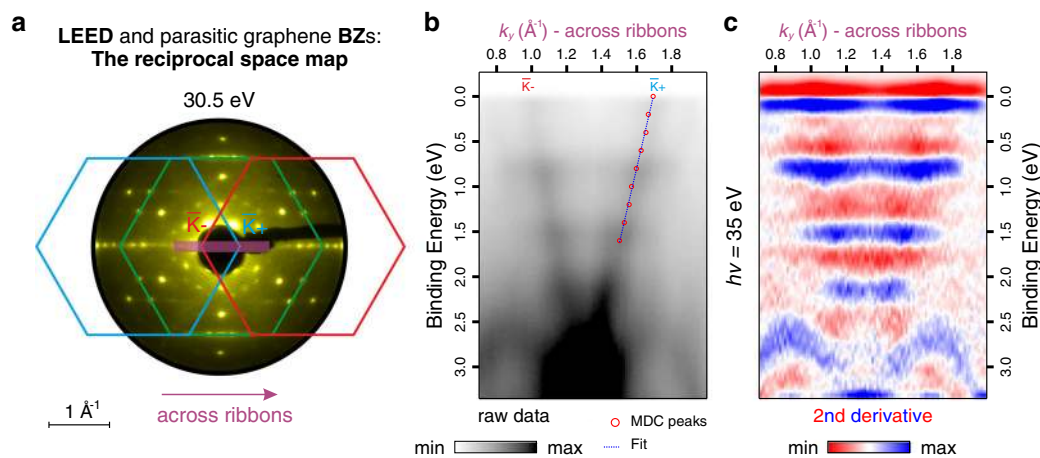 a
LEED and parasitic graphene BZs:
The reciprocal space map
30.5 eV
K̅-
K̅+
1 Å⁻¹
across ribbons
b
k_y (Å⁻¹) - across ribbons
1.0 1.2 1.4 1.6 1.8
K̅-
K̅+
Binding Energy (eV)
0.0
0.5
1.0
1.5
2.0
2.5
3.0
raw data
MDC peaks
Fit
min
max
hν = 35 eV
c
k_y (Å⁻¹) - across ribbons
0.8 1.0 1.2 1.4 1.6 1.8
0.0
0.5
1.0
1.5
2.0
2.5
3.0
Binding Energy (eV)
2nd derivative
min
max